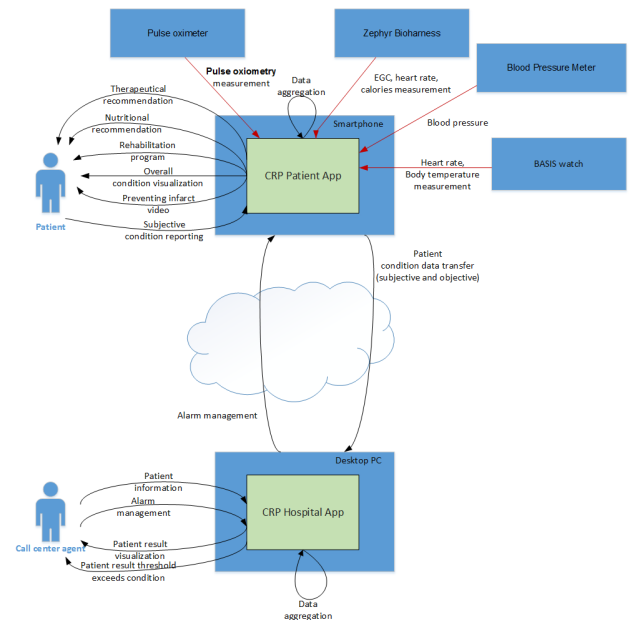 Pulse oximeter
Zephyr Bioharness
Blood Pressure Meter
Pulse oxiometry
measurement
Data
aggregation
EGC, heart rate,
calories measurement
Therapeutical
recommendation
Nutritional
recommendation
Smartphone
Blood pressure
Rehabilitation
program
Overall
condition visualization
CRP Patient App
Heart rate,
Body temperature
measurement
BASIS watch
Preventing infarct
video
Patient
Subjective
condition reporting
Patient
condition data transfer
(subjective and objective)
Alarm management
Desktop PC
Patient
information
Alarm
management
CRP Hospital App
Call center agent
Patient result
visualization
Patient result threshold
exceeds condition
Data
aggregation